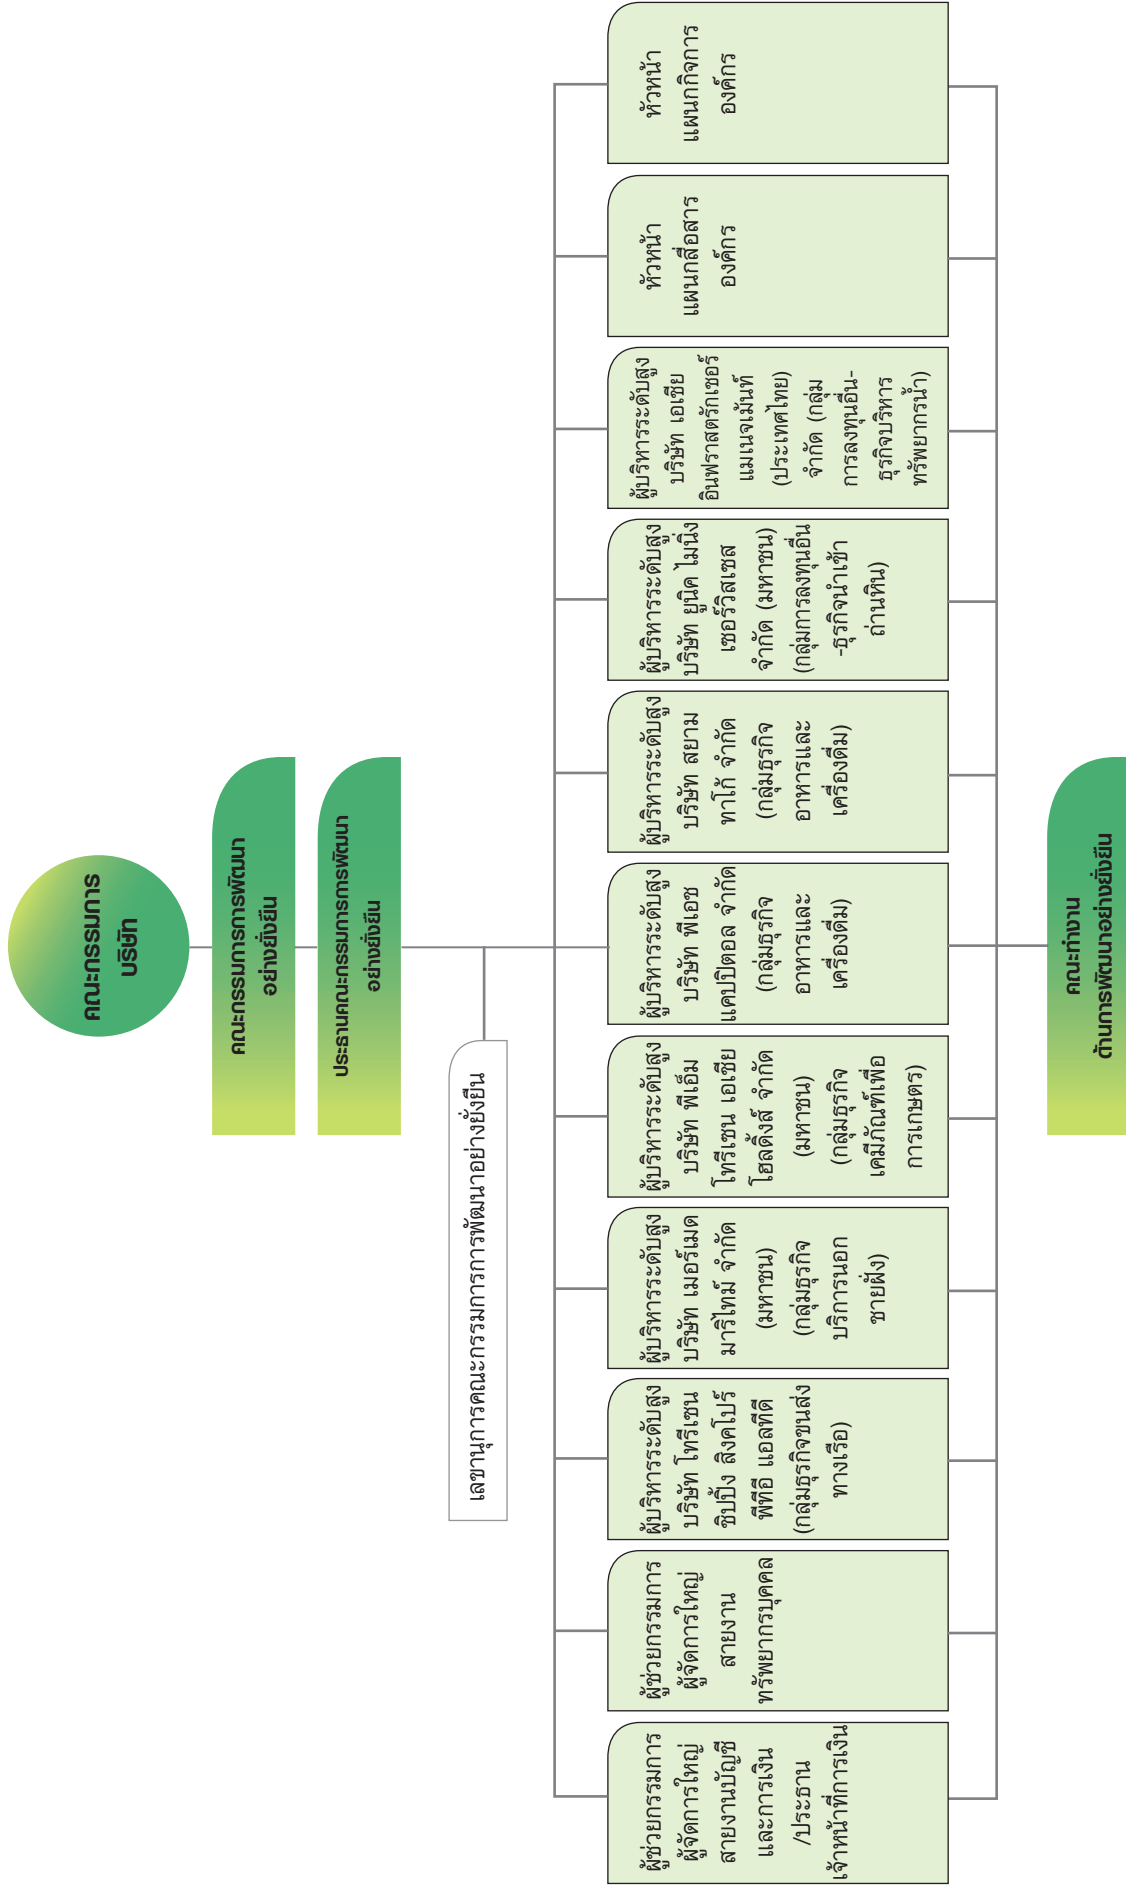 คณะกรรมการ
บริษัท
คณะกรรมการการพัฒนา
อย่างยั่งยืน
ประธานคณะกรรมการการพัฒนา
อย่างยั่งยืน
เลขานุการคณะกรรมการการพัฒนาอย่างยั่งยืน
ผู้ช่วยกรรมการ
ผู้จัดการใหญ่
สายงานบัญชี
และการเงิน
/ประธาน
เจ้าหน้าที่การเงิน
ผู้ช่วยกรรมการ
ผู้จัดการใหญ่
สายงาน
ทรัพยากรบุคคล
ผู้บริหารระดับสูง
บริษัท โทรีเซน
ชิปปิ้ง สิงคโปร์
พีทีอี แอลทีดี
(กลุ่มธุรกิจขนส่ง
ทางเรือ)
ผู้บริหารระดับสูง
บริษัท เมอร์เมด
มาริไทม์ จำกัด
(มหาชน)
(กลุ่มธุรกิจ
บริการนอก
ชายฝั่ง)
ผู้บริหารระดับสูง
บริษัท พีเอ็ม
โทรีเซน เอเชีย
โฮลดิ้งส์ จำกัด
(มหาชน)
(กลุ่มธุรกิจ
เคมีภัณฑ์เพื่อ
การเกษตร)
ผู้บริหารระดับสูง
บริษัท พีเอช
แคปปิตอล จำกัด
(กลุ่มธุรกิจ
อาหารและ
เครื่องดื่ม)
ผู้บริหารระดับสูง
บริษัท สยาม
ทาโก้ จำกัด
(กลุ่มธุรกิจ
อาหารและ
เครื่องดื่ม)
ผู้บริหารระดับสูง
บริษัท ยูนิค ไมนิ่ง
เซอร์วิสเซส
จำกัด (มหาชน)
(กลุ่มการลงทุนอื่น
-ธุรกิจนำเข้า
ถ่านหิน)
ผู้บริหารระดับสูง
บริษัท เอเชีย
อินฟราสตรักเชอร์
แมเนจเม้นท์
(ประเทศไทย)
จำกัด (กลุ่ม
การลงทุนอื่น-
ธุรกิจบริหาร
ทรัพยากรน้ำ)
หัวหน้า
แผนกสื่อสาร
องค์กร
หัวหน้า
แผนกกิจการ
องค์กร
คณะทำงาน
ด้านการพัฒนาอย่างยั่งยืน